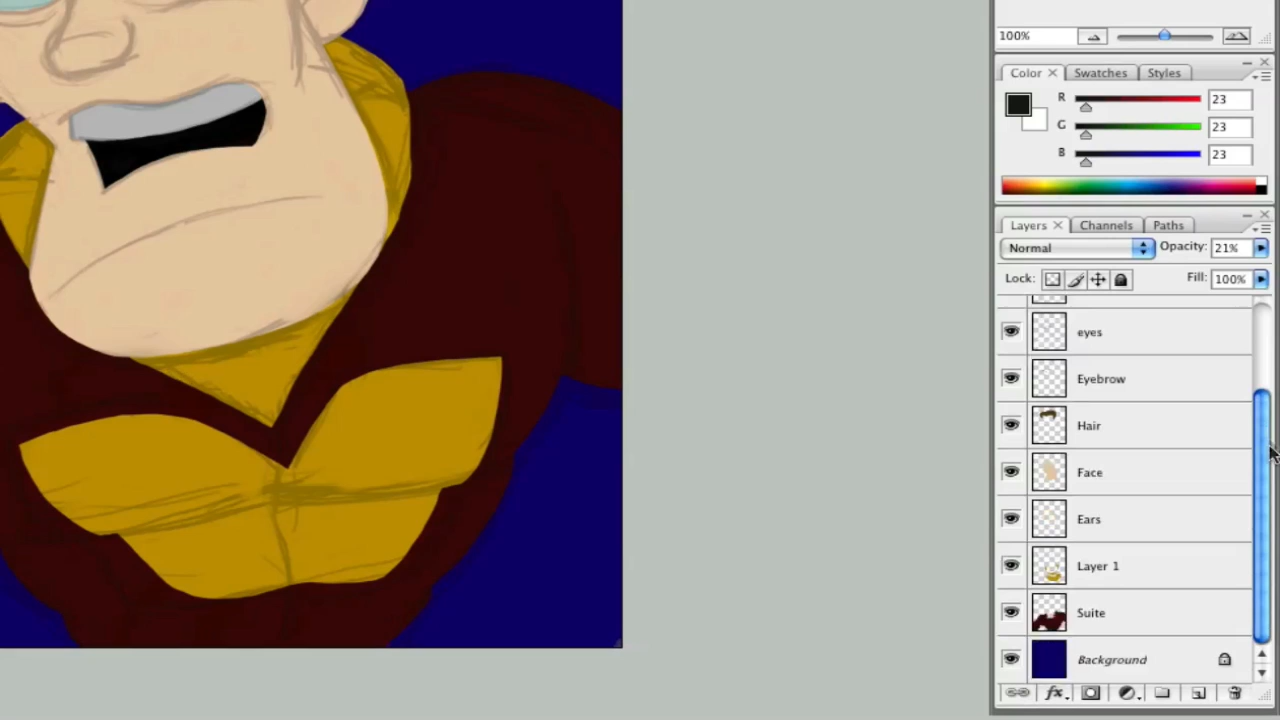 100%
Color Swatches Styles
R 23
G 23
B 23
Layers Channels Paths
Normal Opacity: 21%
Lock: Fill: 100%
eyes
Eyebrow
Hair
Face
Ears
Layer 1
Suite
Background
fx